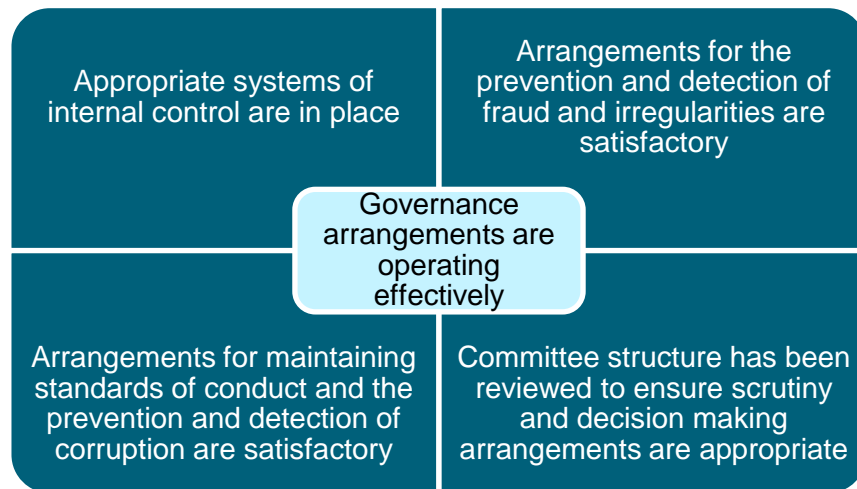 Appropriate systems of
internal control are in place
Arrangements for the
prevention and detection of
fraud and irregularities are
satisfactory
Governance
arrangements are
operating
effectively
Arrangements for maintaining
standards of conduct and the
prevention and detection of
corruption are satisfactory
Committee structure has been
reviewed to ensure scrutiny
and decision making
arrangements are appropriate